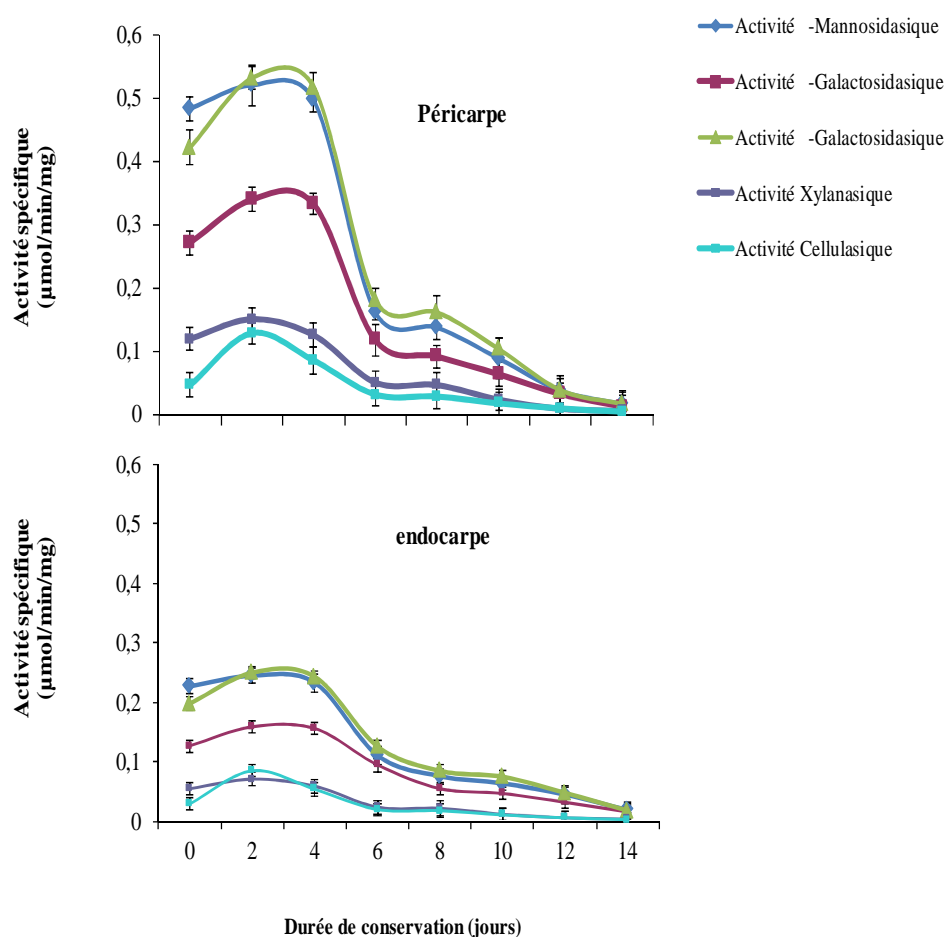 Activité -Mannosidasique
Activité -Galactosidasique
Activité -Galactosidasique
Activité Xylanasique
Activité Cellulasique
Péricarpe
Activité spécifique
(µmol/min/mg)
0,6
0,5
0,4
0,3
0,2
0,1
0
endocarpe
Activité spécifique
(µmol/min/mg)
0,6
0,5
0,4
0,3
0,2
0,1
0
0 2 4 6 8 10 12 14
Durée de conservation (jours)